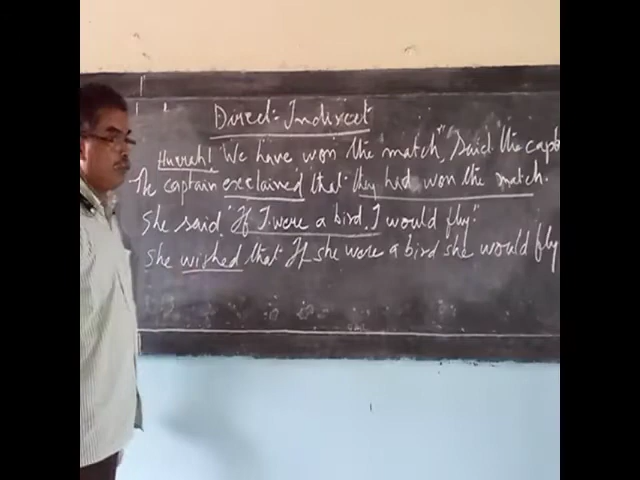 Direct - Indirect
Hurrah! We have won the match", Said the capt
The captain exclaimed that they had won the match.
She said "If I were a bird I would fly".
She wished that If she were a bird she would fly